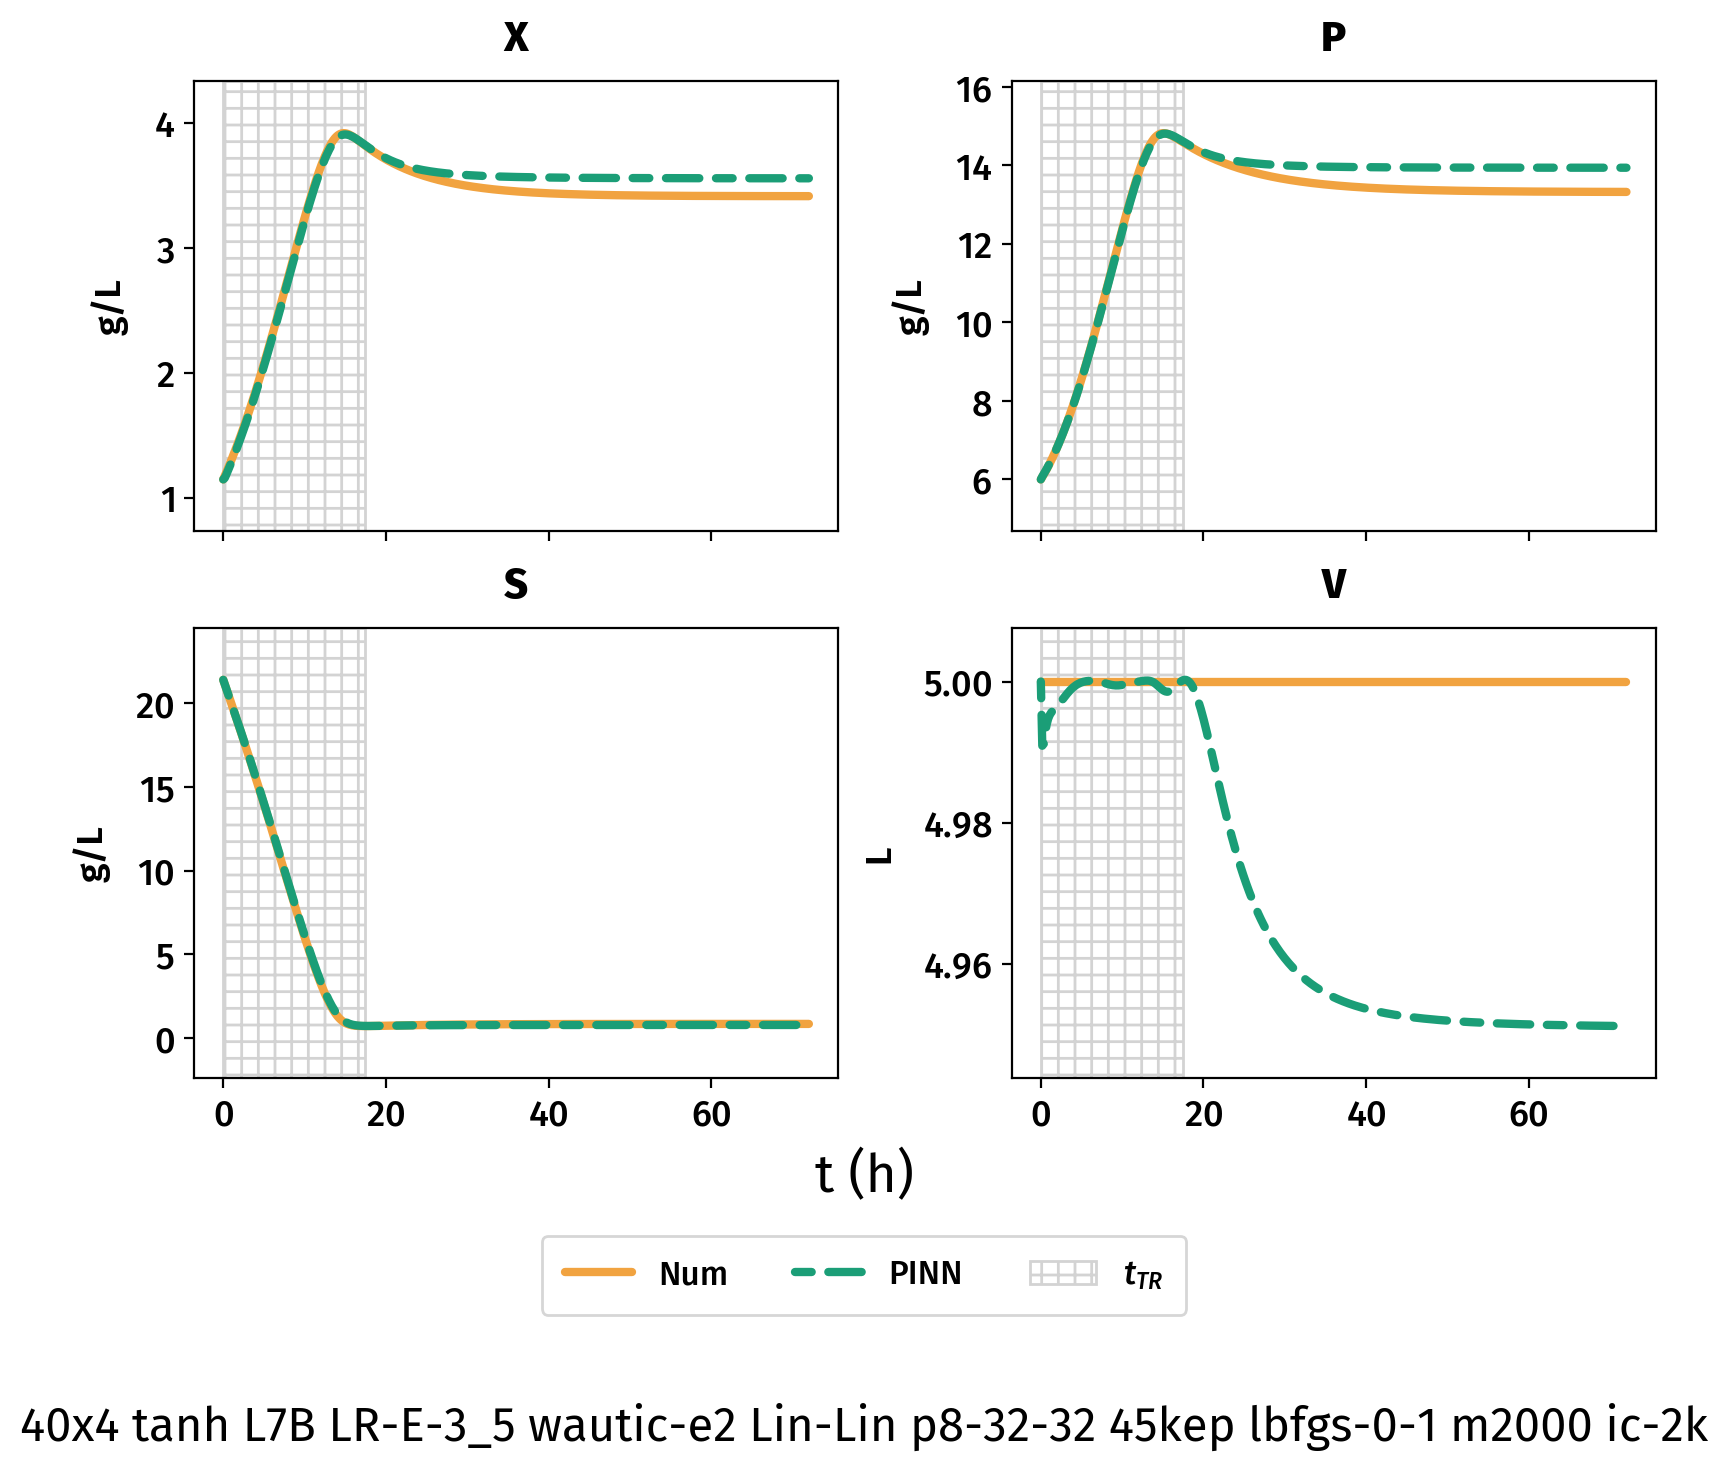 X
P
4
3
2
1
g/L
16
14
12
10
8
6
g/L
S
V
20
15
10
5
0
g/L
5.00
4.98
4.96
L
0 20 40 60
0 20 40 60
t (h)
Num PINN t_TR
40x4 tanh L7B LR-E-3_5 wautic-e2 Lin-Lin p8-32-32 45kep lbfgs-0-1 m2000 ic-2k